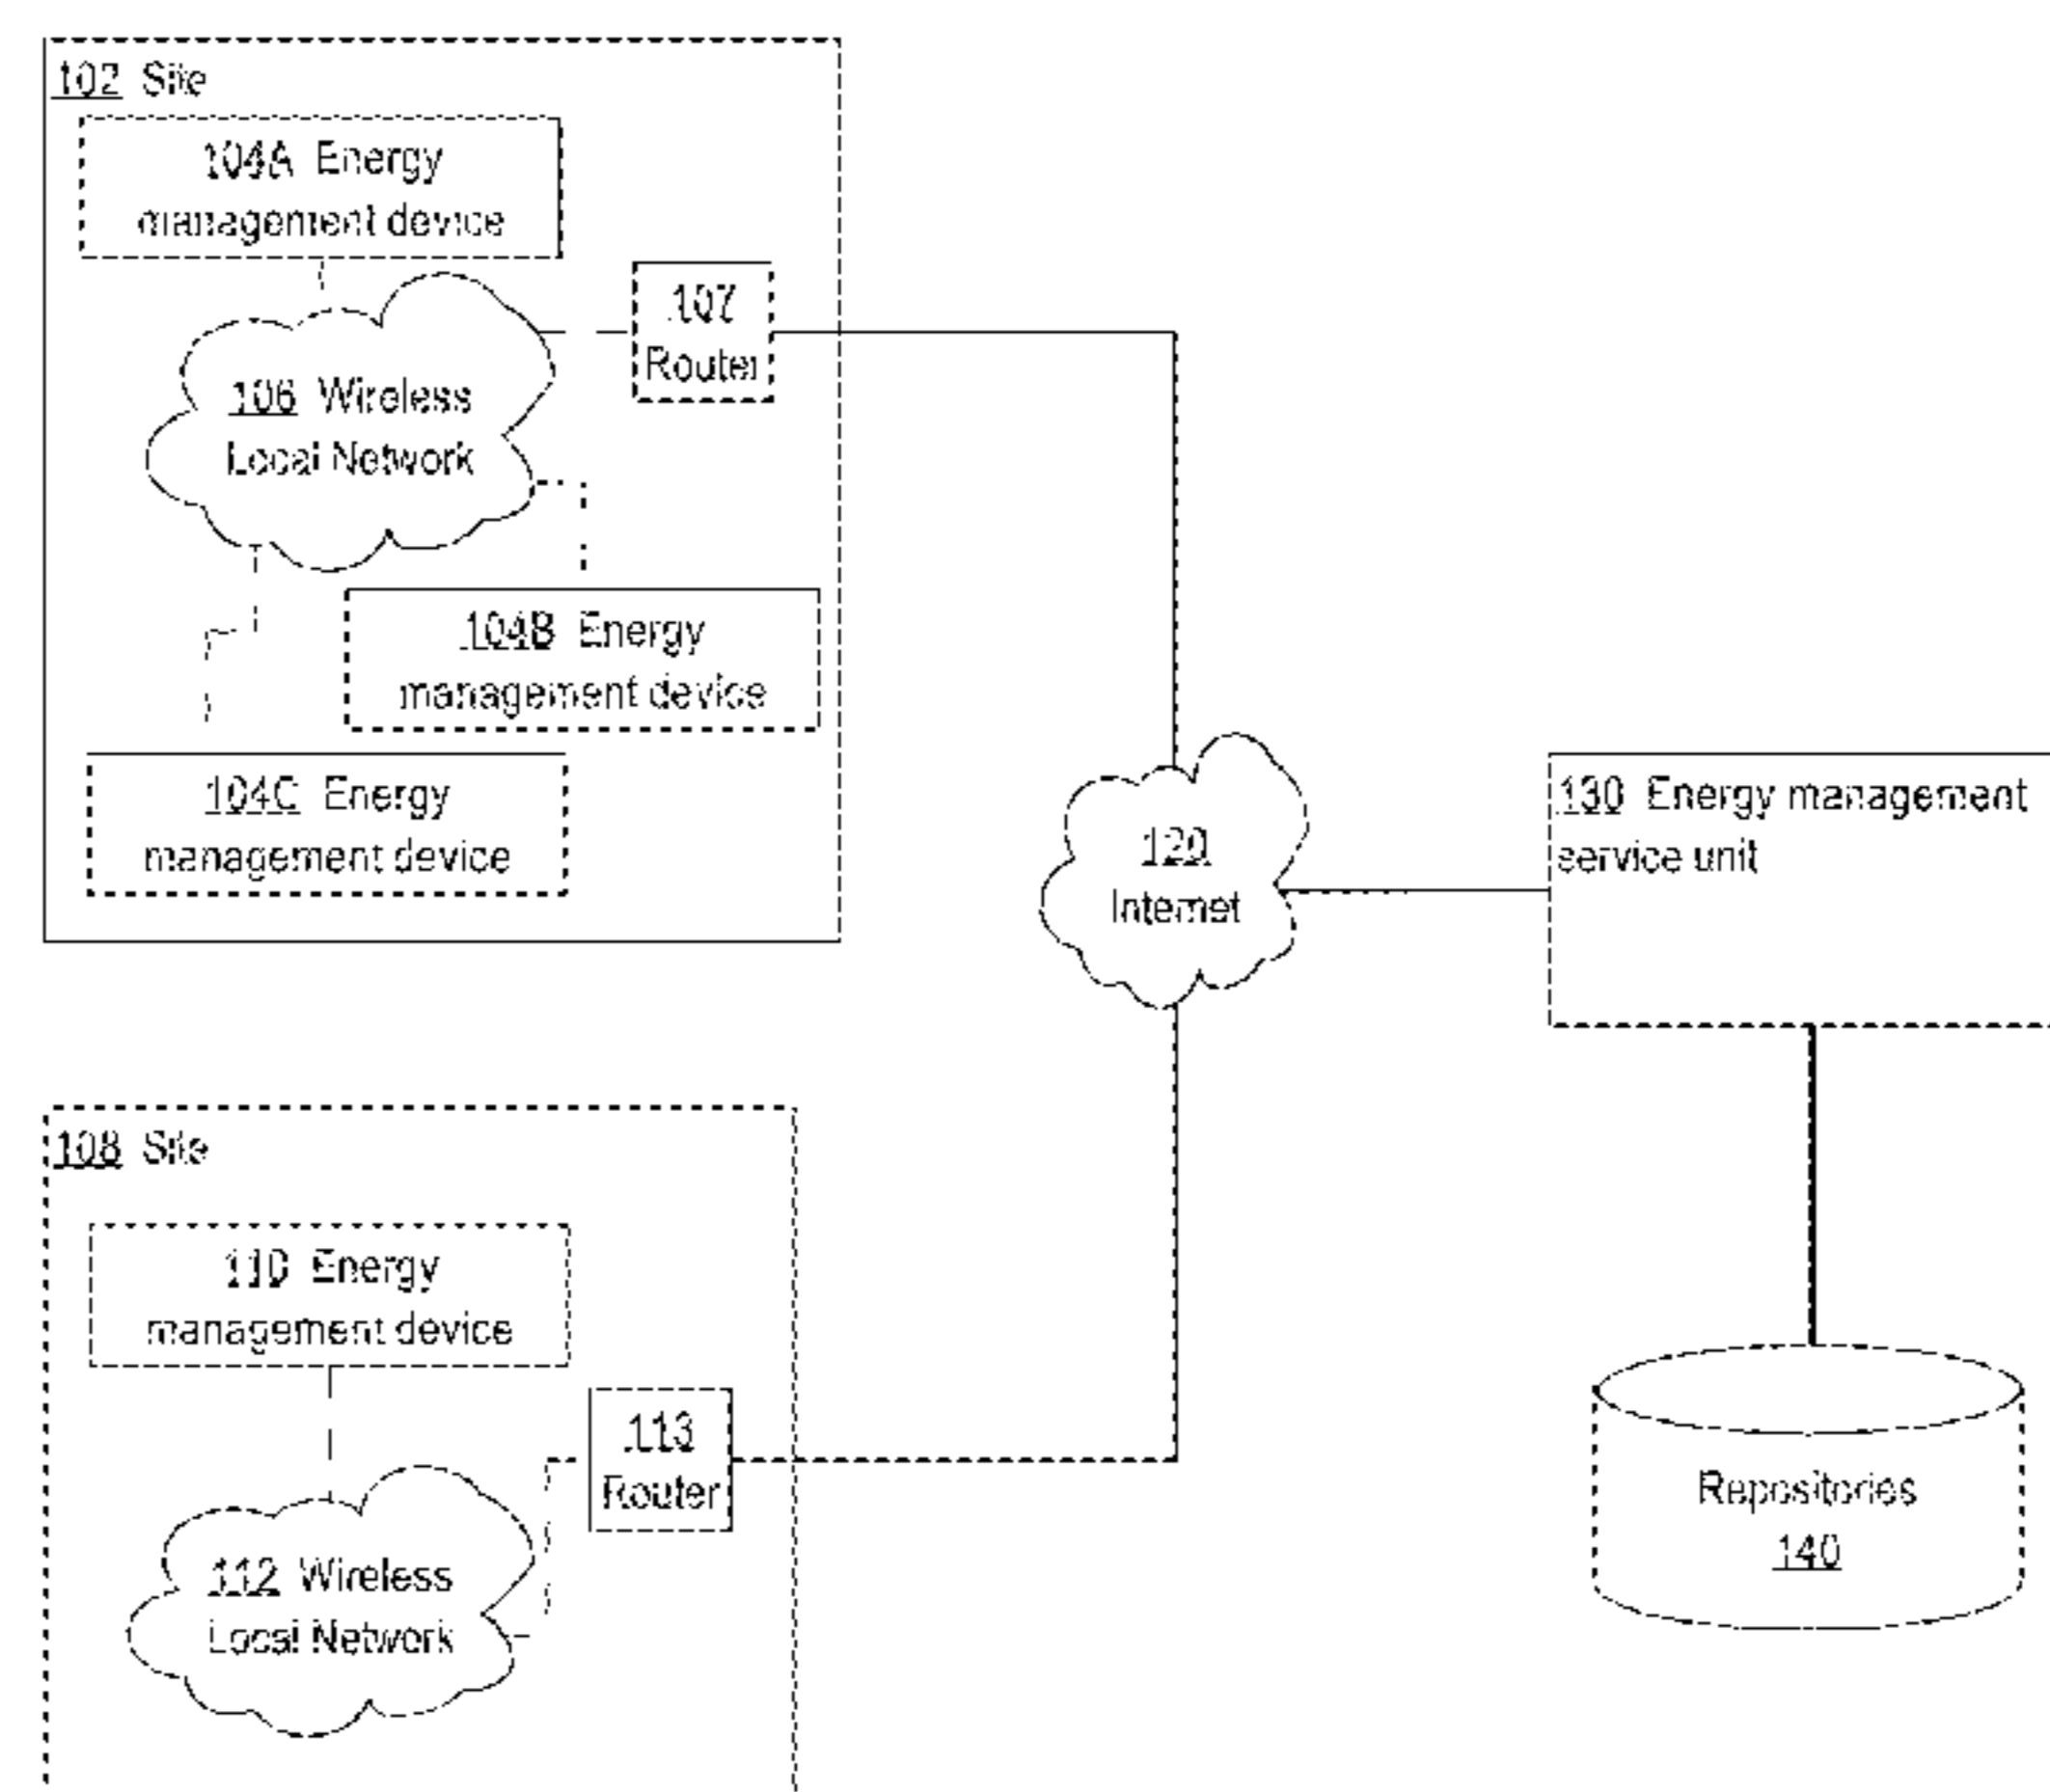 102 Site
104A Energy
management device
107
Router
106 Wireless
Local Network
104B Energy
management device
104C Energy
management device
120
Internet
130 Energy management
service unit
108 Site
110 Energy
management device
113
Router
112 Wireless
Local Network
Repositories
140